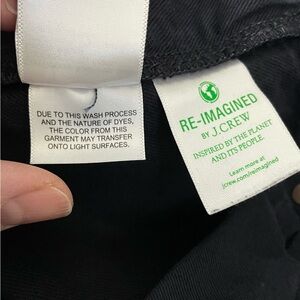 DUE TO THIS WASH PROCESS
AND THE NATURE OF DYES,
THE COLOR FROM THIS
GARMENT MAY TRANSFER
ONTO LIGHT SURFACES.
RE-IMAGINED
BY J.CREW
INSPIRED BY THE PLANET
AND ITS PEOPLE.
Learn more at
jcrew.com/reimagined